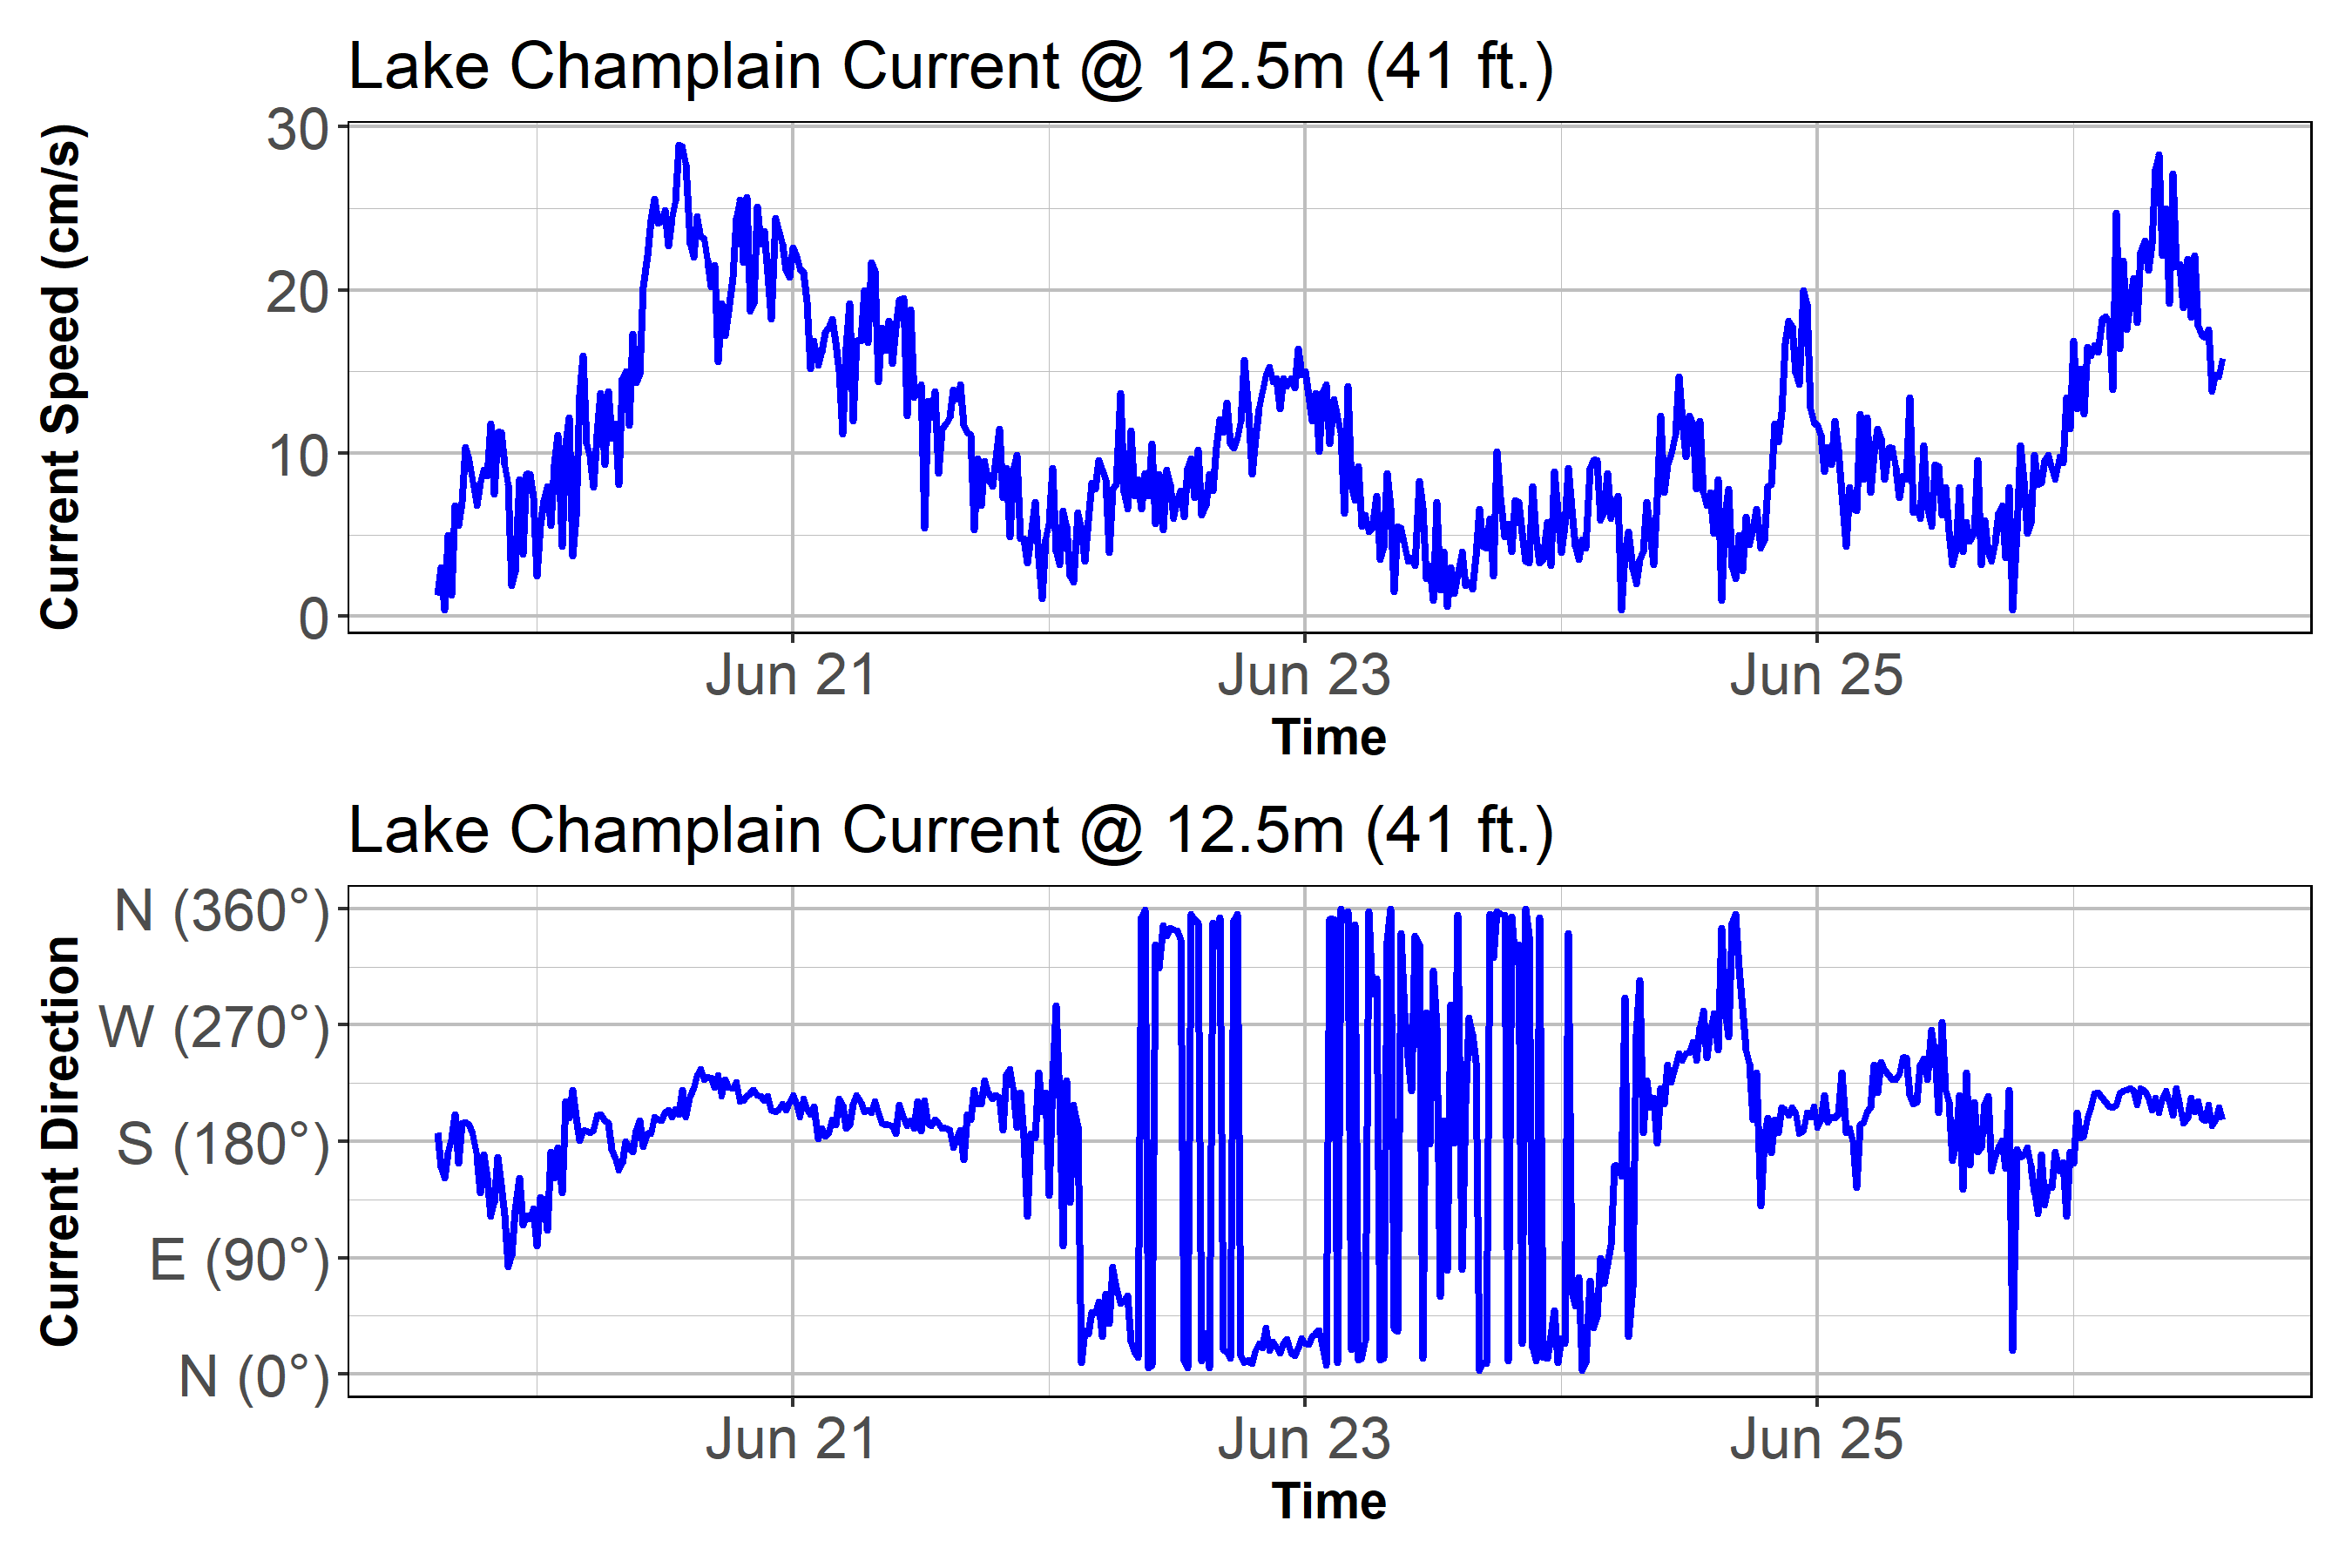 Lake Champlain Current @ 12.5m (41 ft.)
Current Speed (cm/s)
30
20
10
0
Jun 21 Jun 23 Jun 25
Time
Lake Champlain Current @ 12.5m (41 ft.)
Current Direction
N (360°)
W (270°)
S (180°)
E (90°)
N (0°)
Jun 21 Jun 23 Jun 25
Time